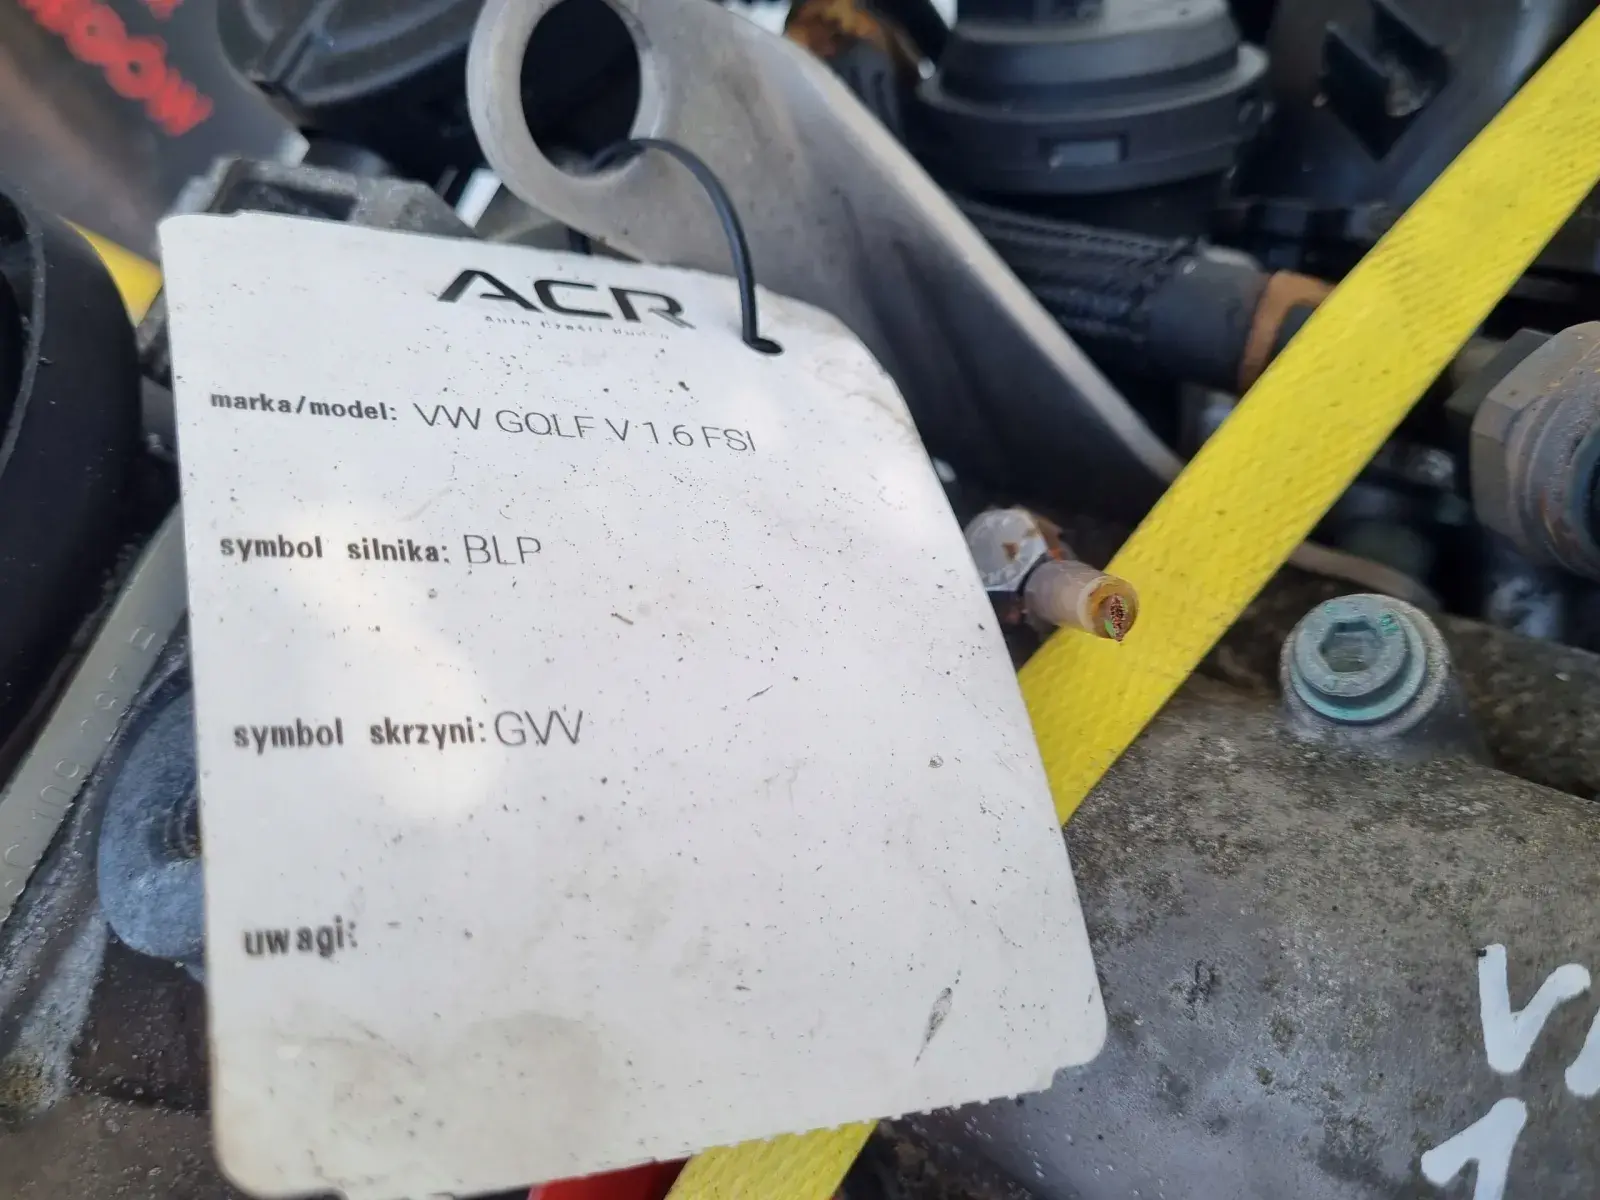 ACR
marka/model: VW GOLF V 1.6 FSI
symbol silnika: BLP
symbol skrzyni: GVV
uwagi: -